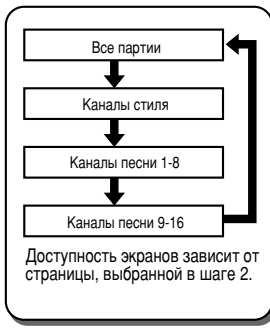 Все партии
Каналы стиля
Каналы песни 1-8
Каналы песни 9-16
Доступность экранов зависит от
страницы, выбранной в шаге 2.